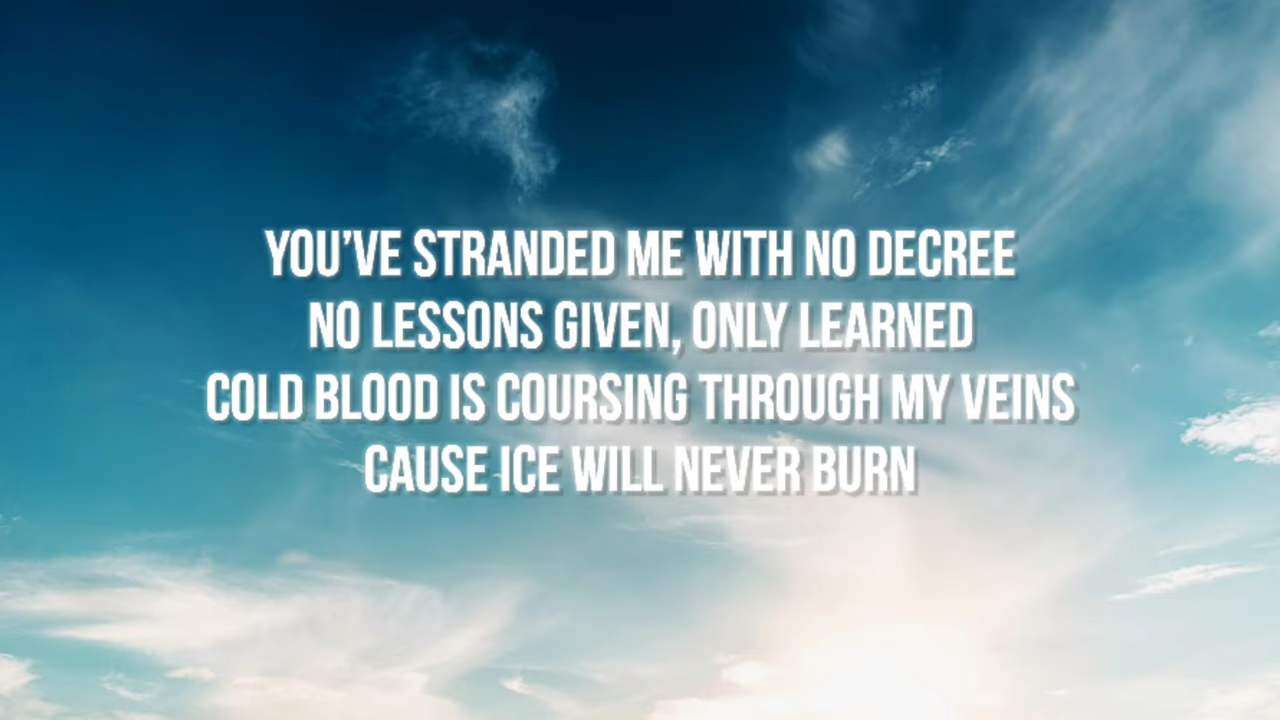 YOU’VE STRANDED ME WITH NO DECREE
NO LESSONS GIVEN, ONLY LEARNED
COLD BLOOD IS COURSING THROUGH MY VEINS
CAUSE ICE WILL NEVER BURN